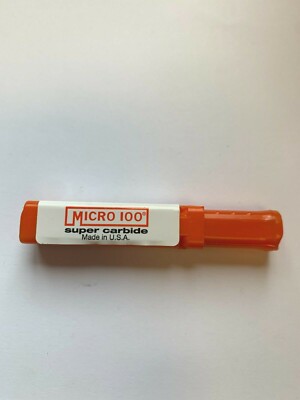 MICRO 100®
super carbide
Made in U.S.A.